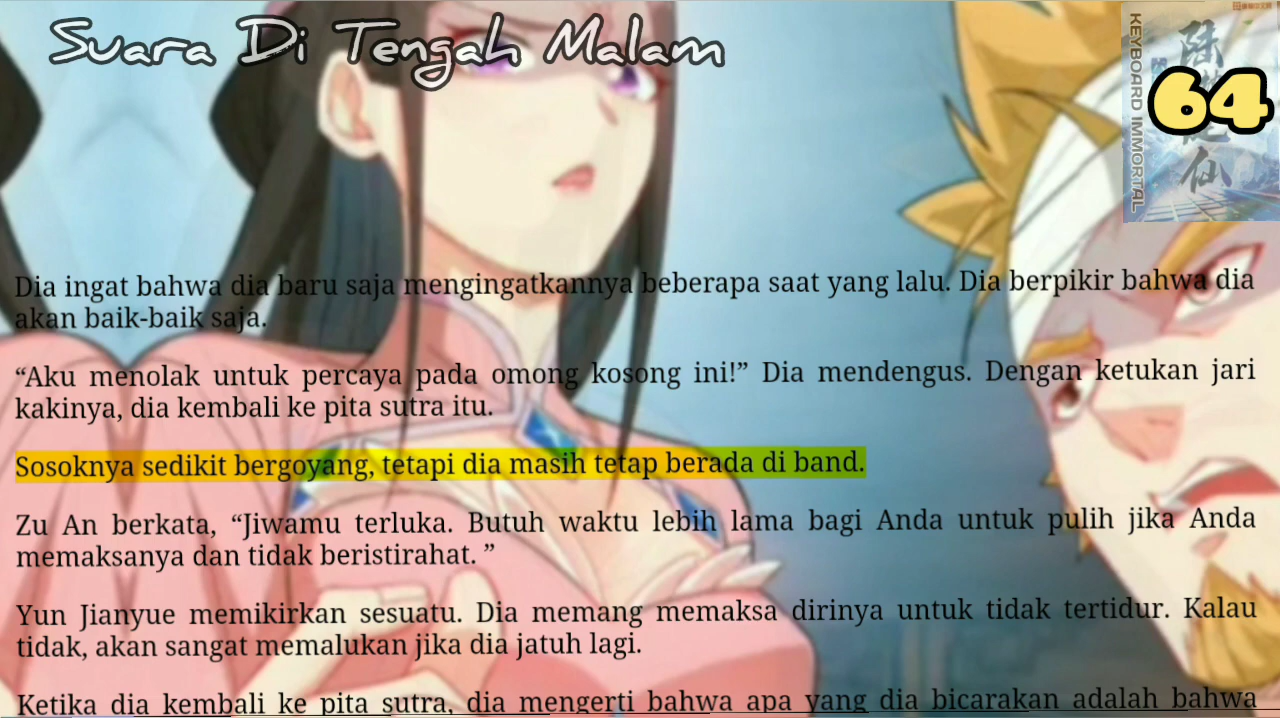 Suara Di Tengah Malam
KEYBOARD IMMORTAL
64
Dia ingat bahwa dia baru saja mengingatkannya beberapa saat yang lalu. Dia berpikir bahwa dia
akan baik-baik saja.
“Aku menolak untuk percaya pada omong kosong ini!” Dia mendengus. Dengan ketukan jari
kakinya, dia kembali ke pita sutra itu.
Sosoknya sedikit bergoyang, tetapi dia masih tetap berada di band.
Zu An berkata, “Jiwamu terluka. Butuh waktu lebih lama bagi Anda untuk pulih jika Anda
memaksanya dan tidak beristirahat. ”
Yun Jianyue memikirkan sesuatu. Dia memang memaksa dirinya untuk tidak tertidur. Kalau
tidak, akan sangat memalukan jika dia jatuh lagi.
Ketika dia kembali ke pita sutra, dia mengerti bahwa apa yang dia bicarakan adalah bahwa